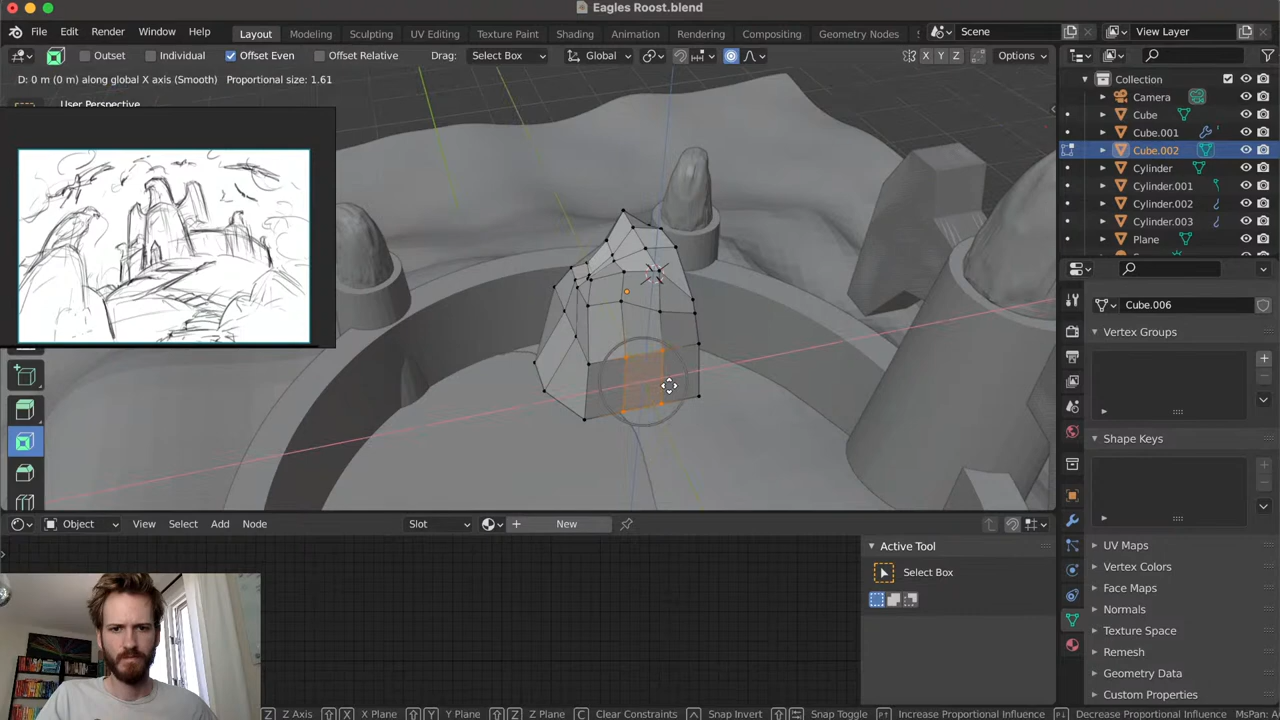 Eagles Roost.blend
File Edit Render Window Help Layout Modeling Sculpting UV Editing Texture Paint Shading Animation Rendering Compositing Geometry Nodes Scene View Layer
Outset Individual Offset Even Offset Relative Drag: Select Box Global X Y Z Options
D: 0 m (0 m) along global X axis (Smooth) Proportional size: 1.61
User Perspective
Collection
Camera
Cube
Cube.001
Cube.002
Cylinder
Cylinder.001
Cylinder.002
Cylinder.003
Plane
Cube.006
Vertex Groups
Shape Keys
Object View Select Add Node Slot New
Active Tool
Select Box
UV Maps
Vertex Colors
Face Maps
Normals
Texture Space
Remesh
Geometry Data
Custom Properties
Z Z Axis X X Plane Y Y Plane Z Z Plane C Clear Constraints Snap Invert Snap Toggle Increase Proportional Influence Decrease Proportional Influence MsPan: